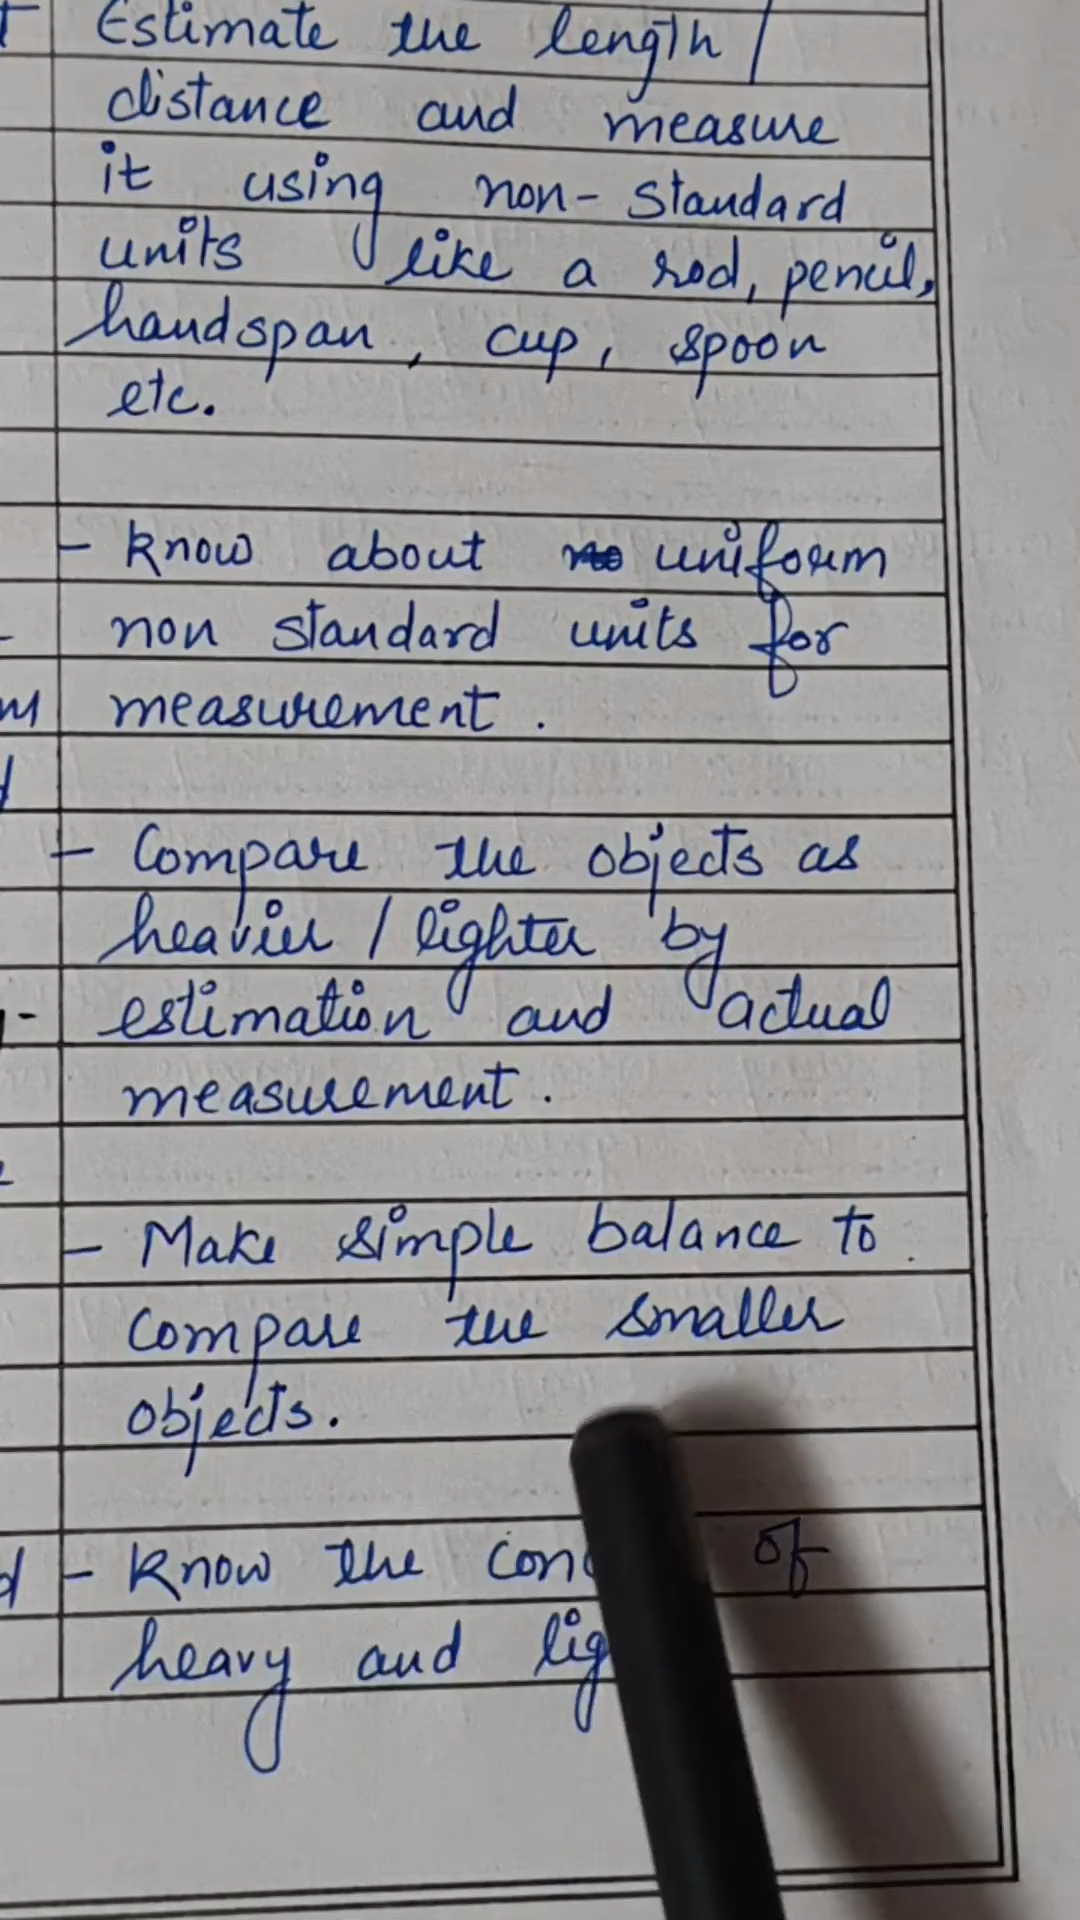 Estimate the length /
distance and measure
it using non-standard
units like a rod, pencil,
handspan, cup, spoon
etc.
- Know about uniform
non standard units for
measurement.
- Compare the objects as
heavier / lighter by
estimation and actual
measurement.
- Make simple balance to
compare the smaller
objects.
- Know the of
heavy and